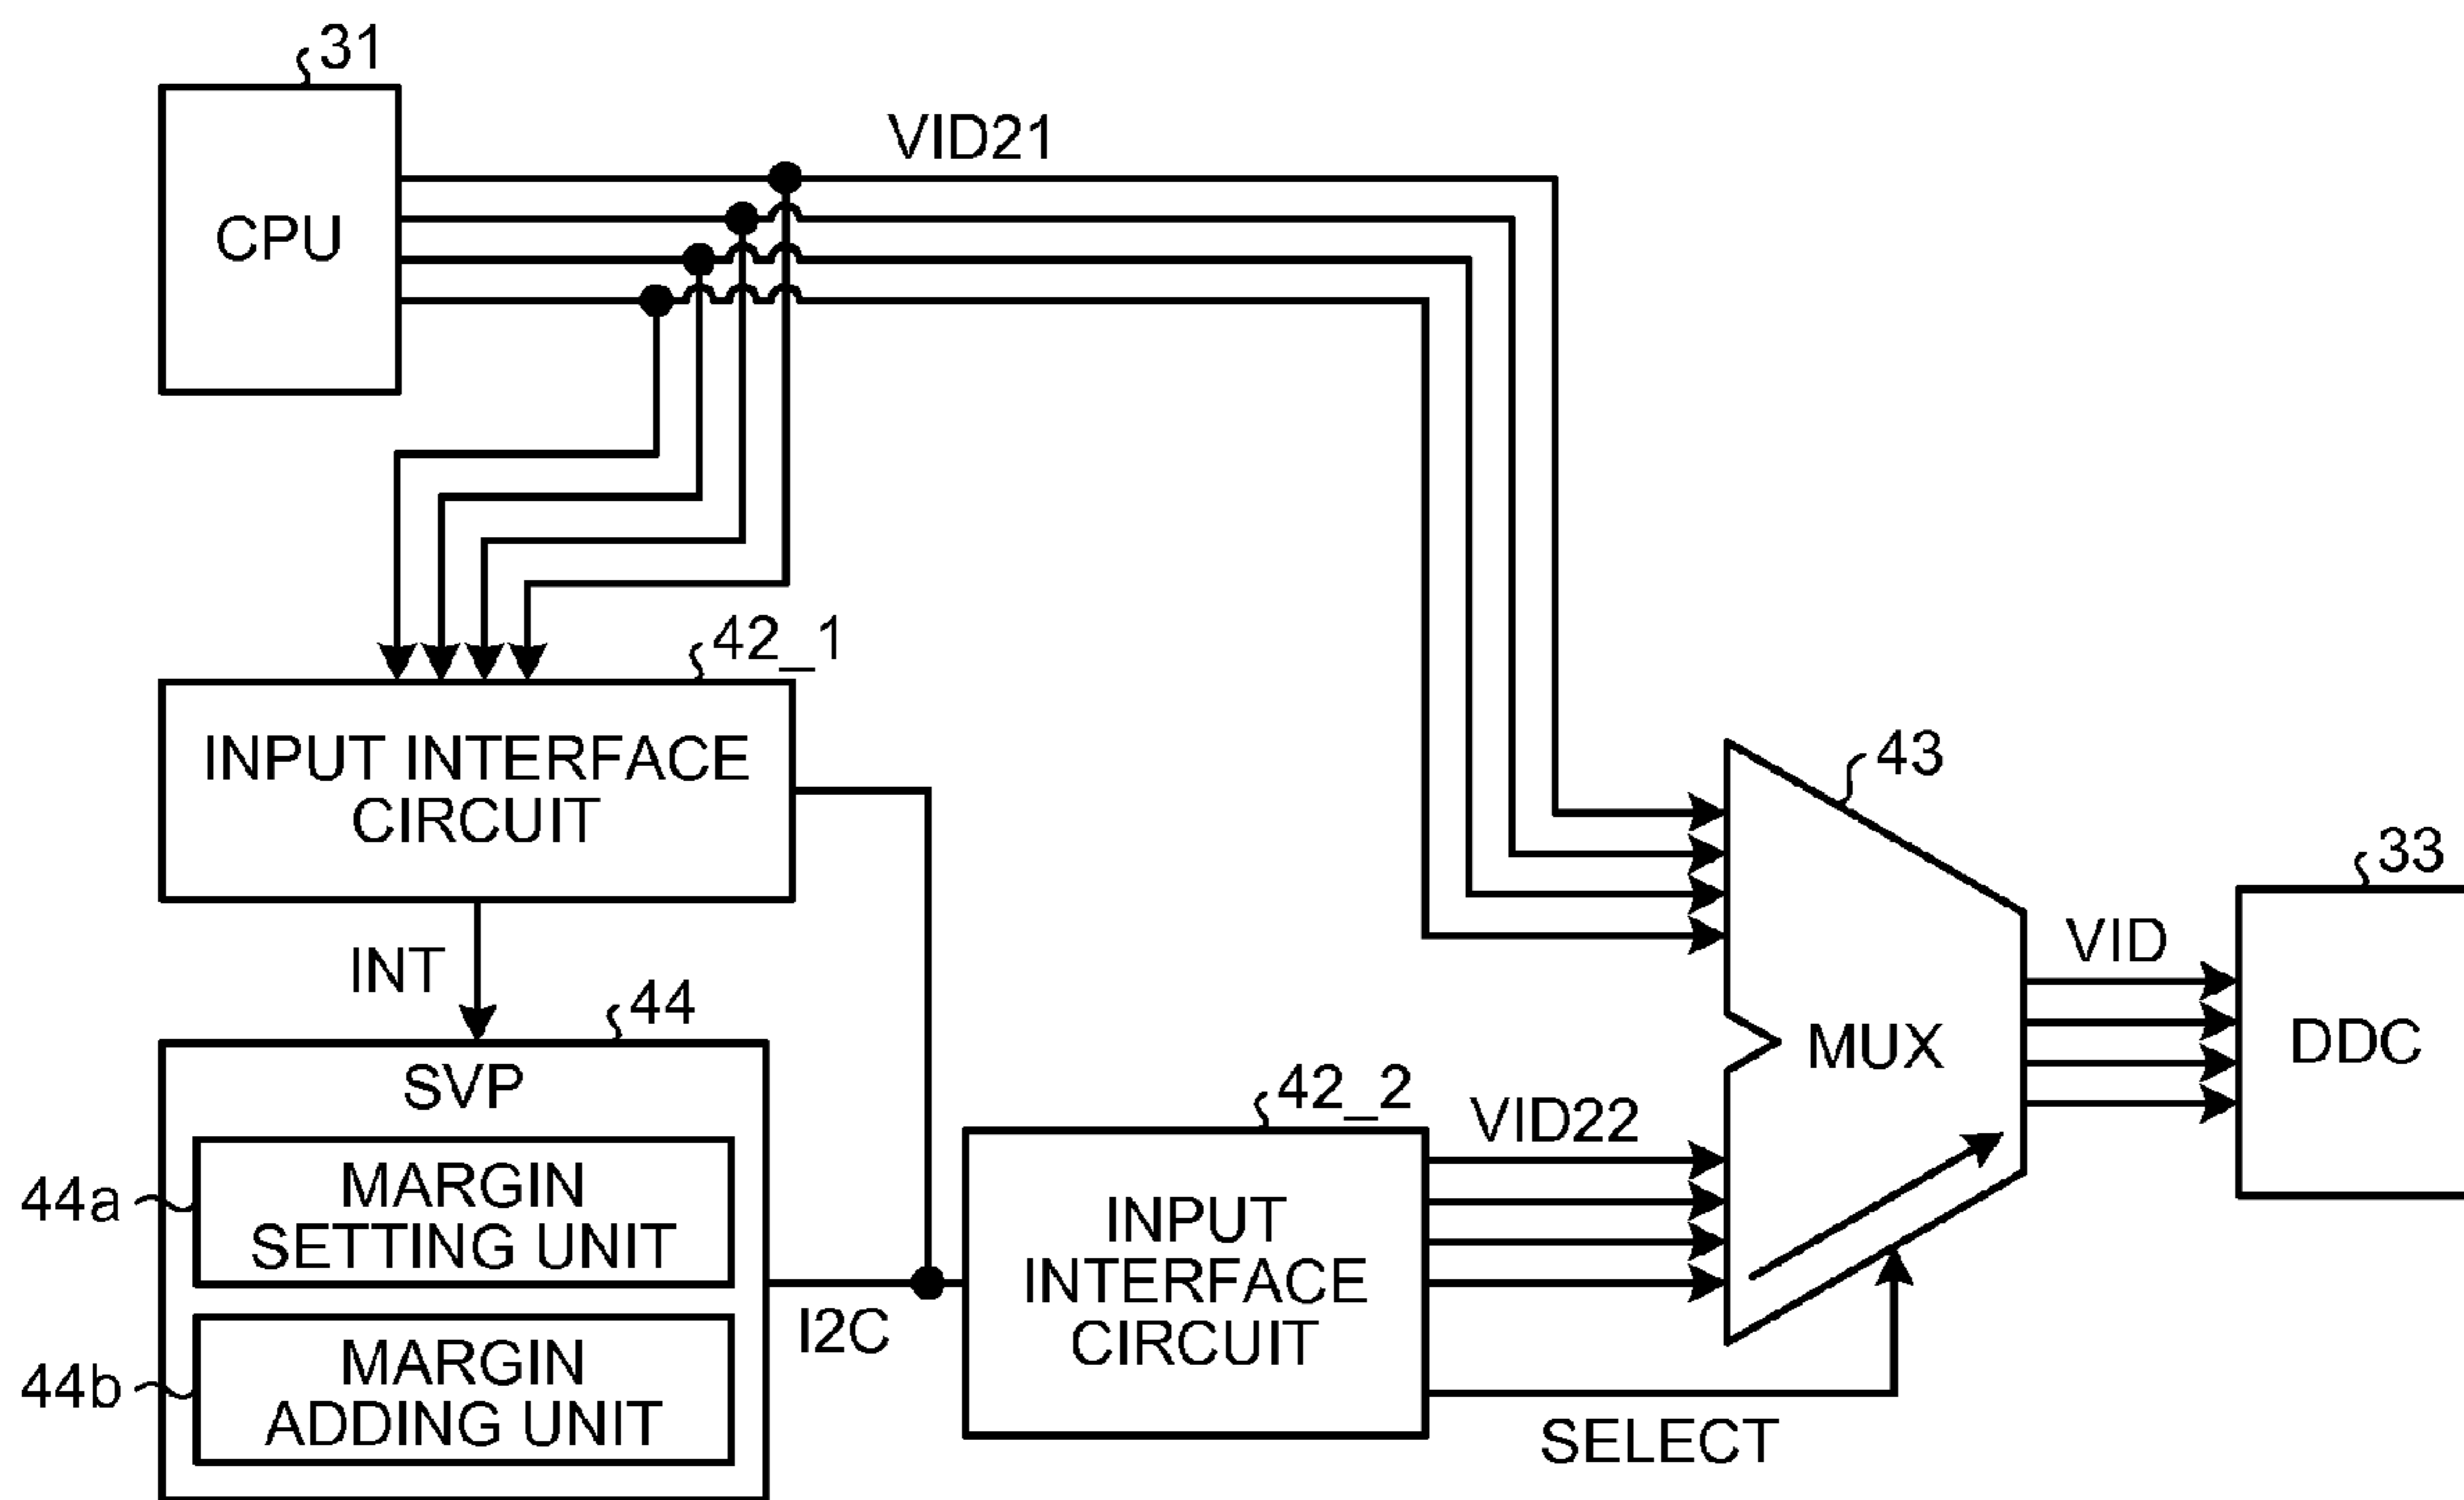 31
CPU
VID21
42_1
INPUT INTERFACE
CIRCUIT
INT
44
SVP
44a
MARGIN
SETTING UNIT
44b
MARGIN
ADDING UNIT
I2C
42_2
INPUT
INTERFACE
CIRCUIT
VID22
SELECT
43
MUX
VID
33
DDC